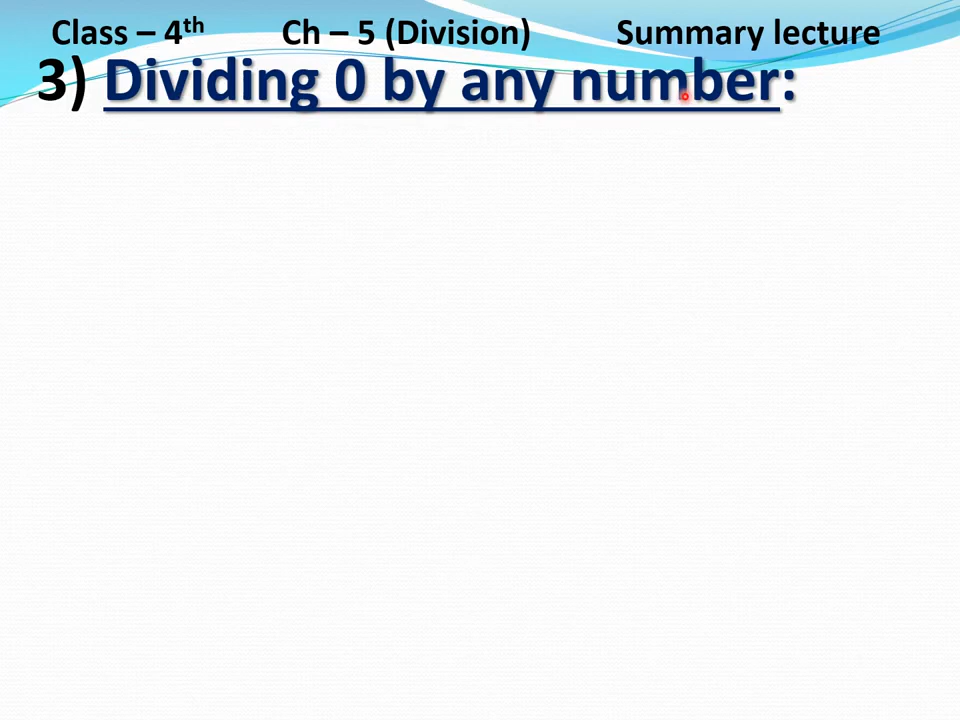 Class – 4th Ch – 5 (Division) Summary lecture
3) Dividing 0 by any number: